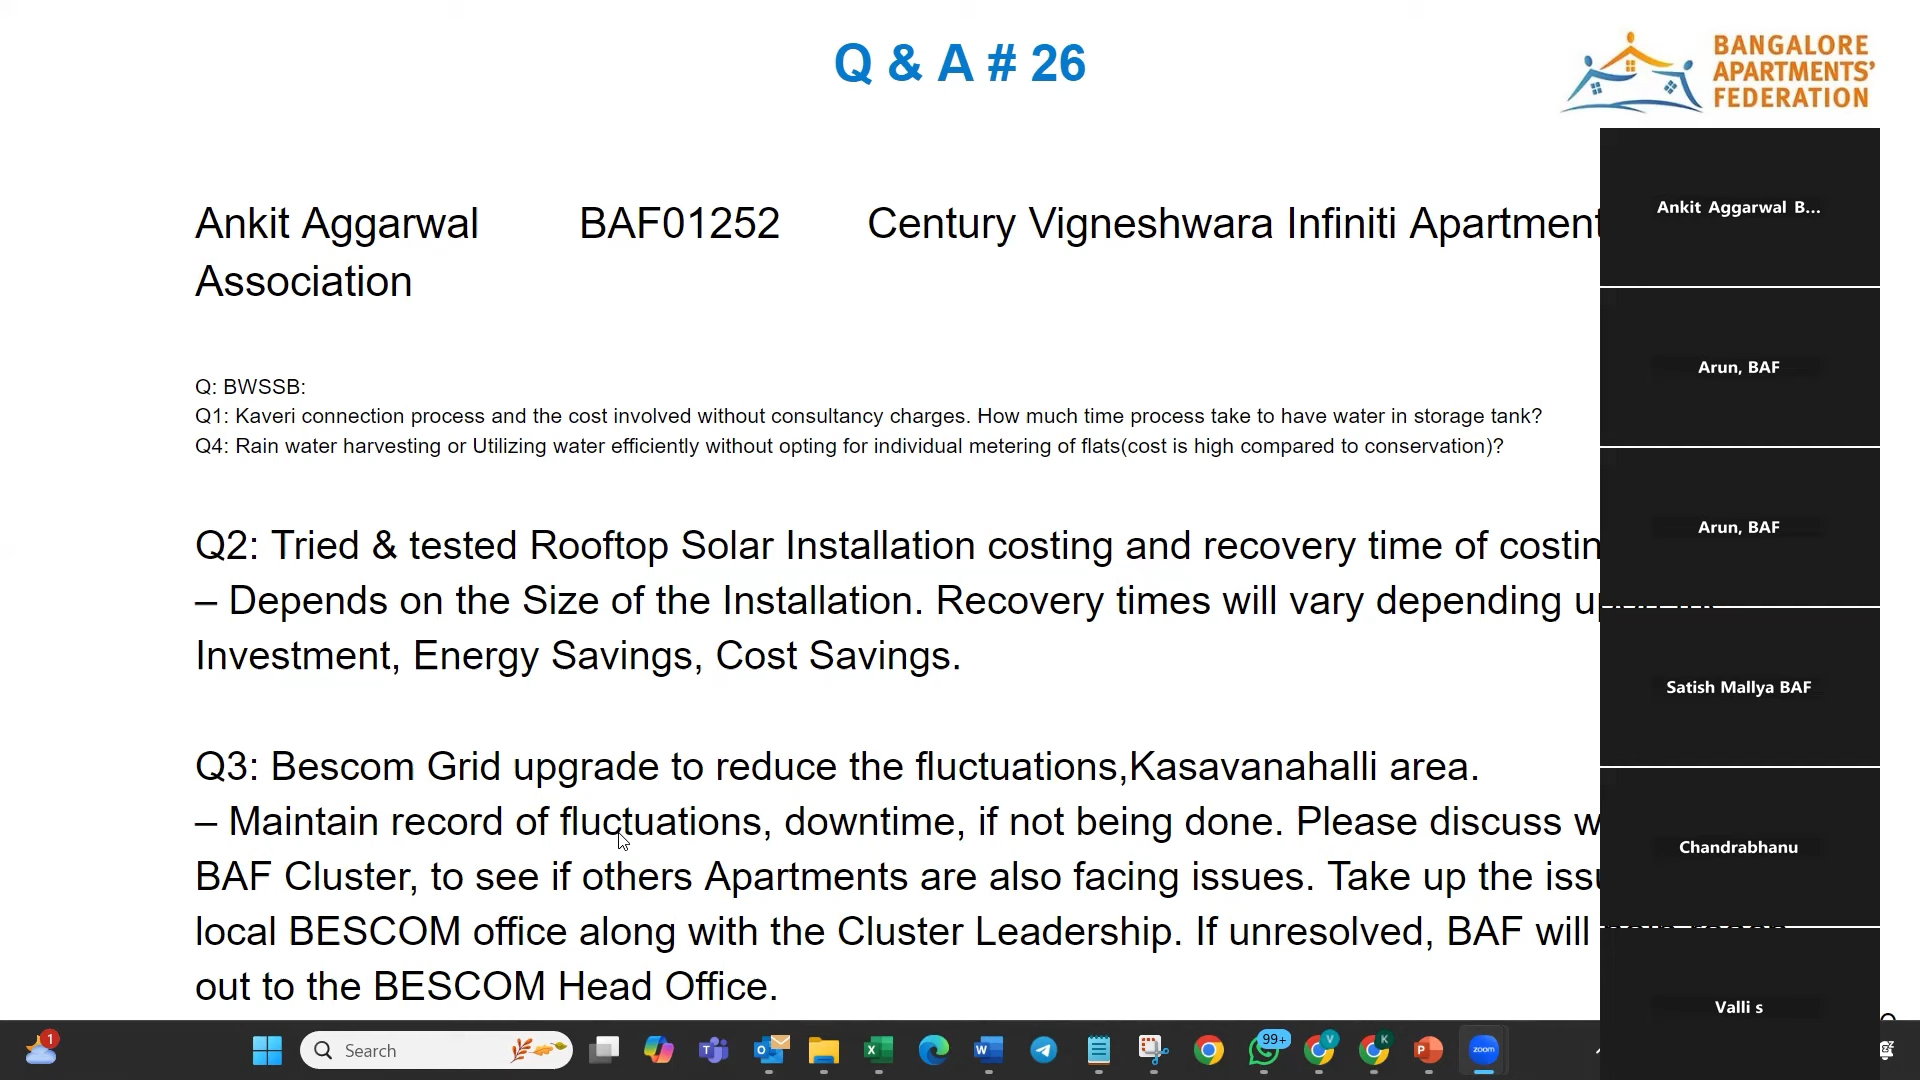 Q & A # 26
BANGALORE
APARTMENTS'
FEDERATION
Ankit Aggarwal BAF01252 Century Vigneshwara Infiniti Apartment
Association
Q: BWSSB:
Q1: Kaveri connection process and the cost involved without consultancy charges. How much time process take to have water in storage tank?
Q4: Rain water harvesting or Utilizing water efficiently without opting for individual metering of flats(cost is high compared to conservation)?
Q2: Tried & tested Rooftop Solar Installation costing and recovery time of
– Depends on the Size of the Installation. Recovery times will vary depending
Investment, Energy Savings, Cost Savings.
Q3: Bescom Grid upgrade to reduce the fluctuations,Kasavanahalli area.
– Maintain record of fluctuations, downtime, if not being done. Please discuss
BAF Cluster, to see if others Apartments are also facing issues. Take up the
local BESCOM office along with the Cluster Leadership. If unresolved, BAF will
out to the BESCOM Head Office.
Ankit Aggarwal B...
Arun, BAF
Arun, BAF
Satish Mallya BAF
Chandrabhanu
Valli s
1
Search
99+
V
K
zoom